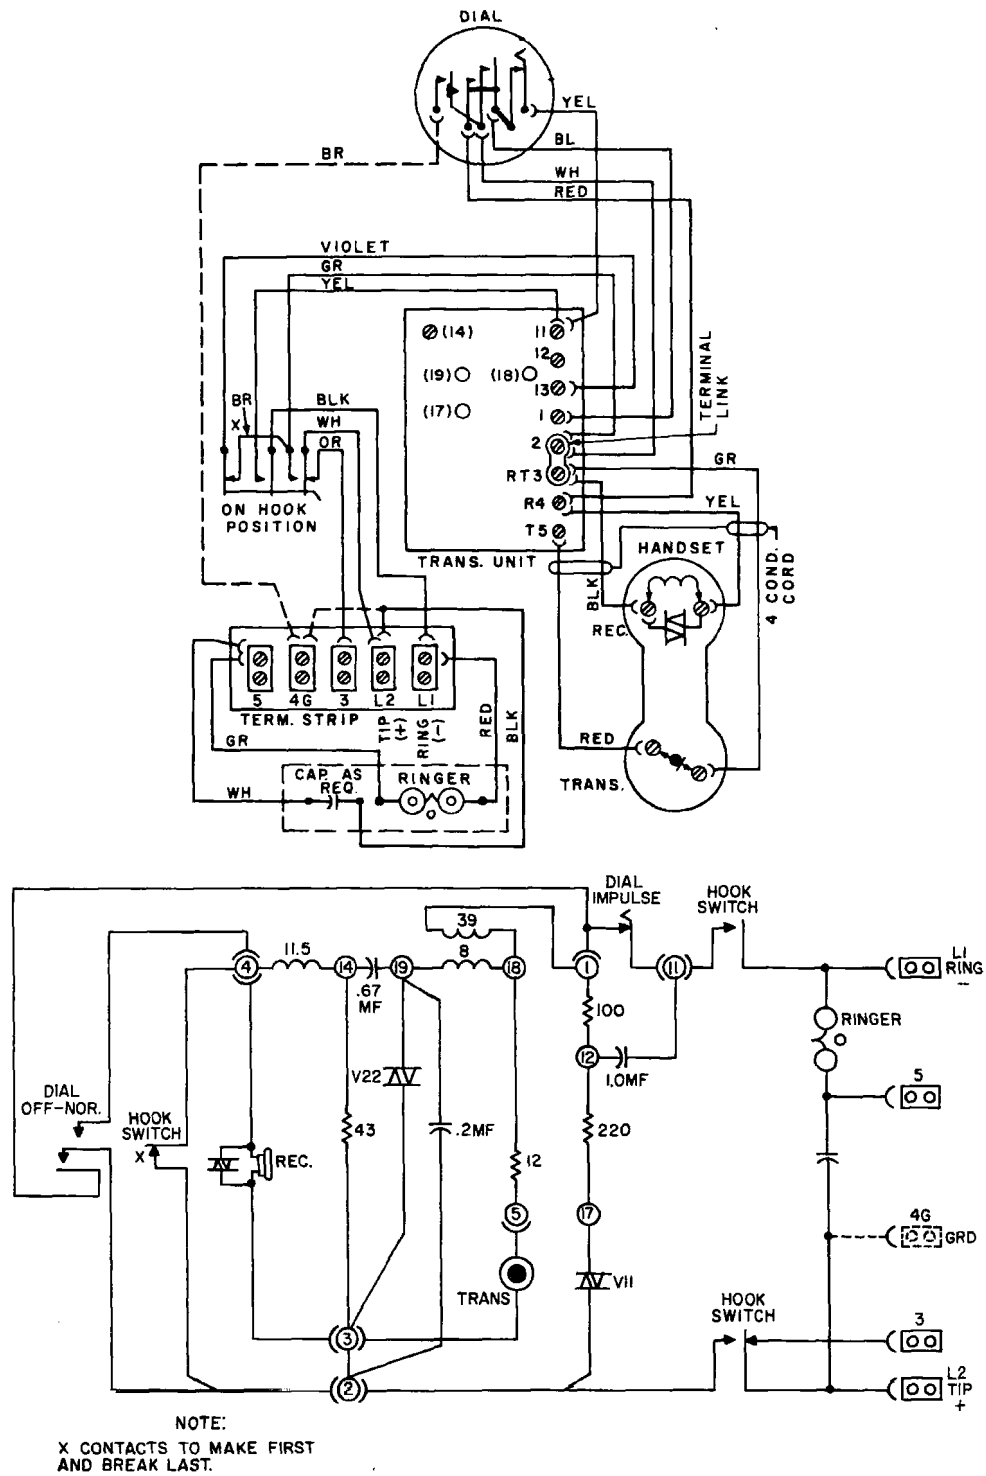 DIAL
YEL
BL
BR
WH
RED
VIOLET
GR
YEL
(14)
11
12
(19)
(18)
13
(17)
1
2
RT3
R4
T5
TERMINAL
LINK
BR
X
BLK
WH
OR
GR
YEL
ON HOOK
POSITION
TRANS. UNIT
HANDSET
BLK
REC.
4 COND.
CORD
5
4G
3
L2
L1
TERM. STRIP
TIP
(+)
RING
(-)
RED
BLK
GR
RED
CAP. AS
REQ.
RINGER
WH
TRANS.
DIAL
IMPULSE
HOOK
SWITCH
39
11.5
8
4
14
19
18
1
11
L1
RING
-
.67
MF
100
RINGER
12
V22
1.0MF
5
DIAL
OFF-NOR.
HOOK
SWITCH
X
43
.2MF
220
REC.
12
5
17
4G
GRD
TRANS
V11
HOOK
SWITCH
3
3
2
L2
TIP
+
NOTE:
X CONTACTS TO MAKE FIRST
AND BREAK LAST.